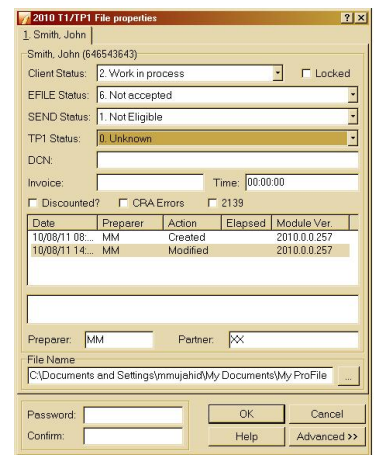 2010 T1/TP1 File properties
1. Smith, John
Smith, John (646543643)
Client Status: 2. Work in process Locked
EFILE Status: 6. Not accepted
SEND Status: 1. Not Eligible
TP1 Status: 0. Unknown
DCN:
Invoice: Time: 00:00:00
Discounted? CRA Errors 2139
Date Preparer Action Elapsed Module Ver.
10/08/11 08:... MM Created 2010.0.0.257
10/08/11 14:... MM Modified 2010.0.0.257
Preparer: MM Partner: XX
File Name
C:\Documents and Settings\mmujahid\My Documents\My ProFile ...
Password: OK Cancel
Confirm: Help Advanced >>